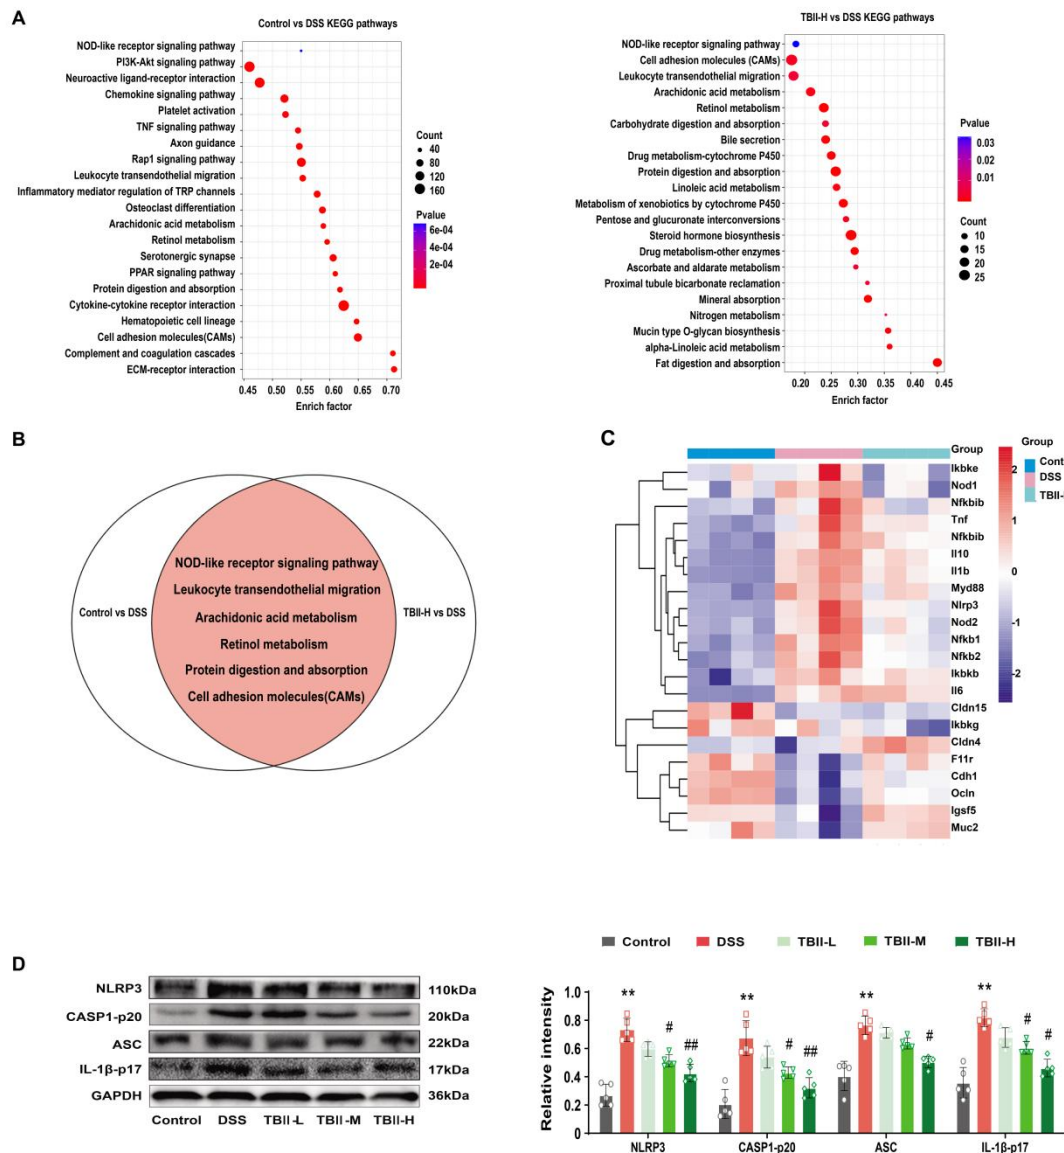 A
Control vs DSS KEGG pathways
NOD-like receptor signaling pathway
PI3K-Akt signaling pathway
Neuroactive ligand-receptor interaction
Chemokine signaling pathway
Platelet activation
TNF signaling pathway
Axon guidance
Rap1 signaling pathway
Leukocyte transendothelial migration
Inflammatory mediator regulation of TRP channels
Osteoclast differentiation
Arachidonic acid metabolism
Retinol metabolism
Serotonergic synapse
PPAR signaling pathway
Protein digestion and absorption
Cytokine-cytokine receptor interaction
Hematopoietic cell lineage
Cell adhesion molecules(CAMs)
Complement and coagulation cascades
ECM-receptor interaction
0.45 0.50 0.55 0.60 0.65 0.70
Enrich factor
Count
40
80
120
160
Pvalue
6e-04
4e-04
2e-04
TBII-H vs DSS KEGG pathways
NOD-like receptor signaling pathway
Cell adhesion molecules (CAMs)
Leukocyte transendothelial migration
Arachidonic acid metabolism
Retinol metabolism
Carbohydrate digestion and absorption
Bile secretion
Drug metabolism-cytochrome P450
Protein digestion and absorption
Linoleic acid metabolism
Metabolism of xenobiotics by cytochrome P450
Pentose and glucuronate interconversions
Steroid hormone biosynthesis
Drug metabolism-other enzymes
Ascorbate and aldarate metabolism
Proximal tubule bicarbonate reclamation
Mineral absorption
Nitrogen metabolism
Mucin type O-glycan biosynthesis
alpha-Linoleic acid metabolism
Fat digestion and absorption
0.20 0.25 0.30 0.35 0.40 0.45
Enrich factor
Pvalue
0.03
0.02
0.01
Count
10
15
20
25
B
Control vs DSS
NOD-like receptor signaling pathway
Leukocyte transendothelial migration
Arachidonic acid metabolism
Retinol metabolism
Protein digestion and absorption
Cell adhesion molecules(CAMs)
TBII-H vs DSS
C
Group
Ikbke
Nod1
Nfkbib
Tnf
Nfkbib
Il10
Il1b
Myd88
Nlrp3
Nod2
Nfkb1
Nfkb2
Ikbkb
Il6
Cldn15
Ikbkg
Cldn4
F11r
Cdh1
Ocln
Igsf5
Muc2
2
1
0
-1
-2
Group
Cont
DSS
TBII-
D
NLRP3 110kDa
CASP1-p20 20kDa
ASC 22kDa
IL-1β-p17 17kDa
GAPDH 36kDa
Control DSS TBII-L TBII-M TBII-H
Control DSS TBII-L TBII-M TBII-H
Relative intensity
1.0
0.8
0.6
0.4
0.2
** # ##
** # ##
** #
** # #
NLRP3 CASP1-p20 ASC IL-1β-p17